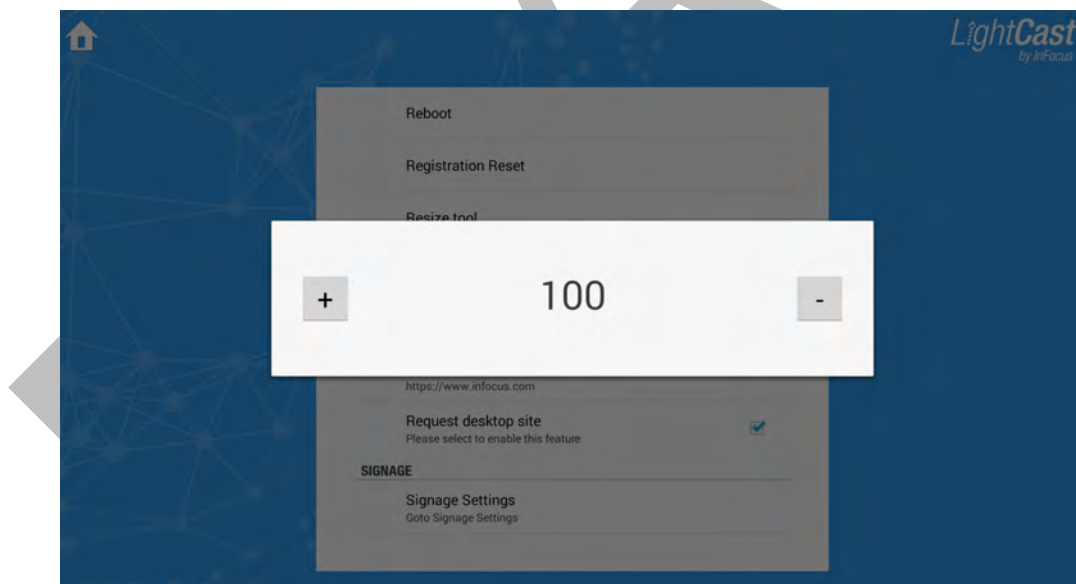 LightCast
by InFocus
Reboot
Registration Reset
Resize tool
+ 100 -
https://www.infocus.com
Request desktop site
Please select to enable this feature
SIGNAGE
Signage Settings
Goto Signage Settings